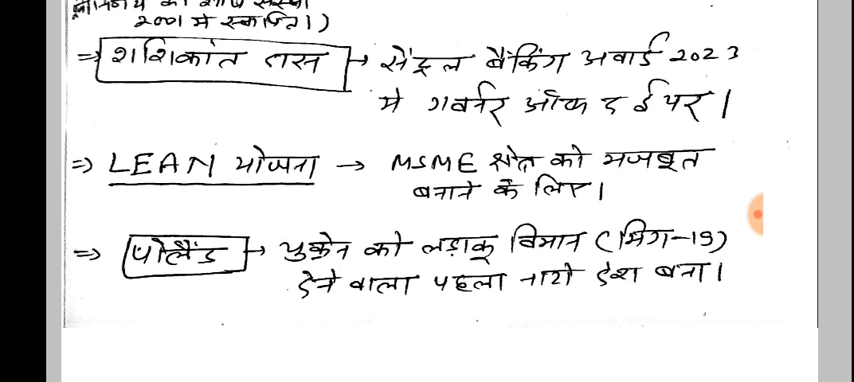 2001 मे स्थापित।)
⇒ शशिकांत दास → सेंट्रल बैंकिंग अवार्ड 2023
मे गवर्नर ऑफ द ईयर।
⇒ LEAN योजना → MSME क्षेत्र को मजबूत
बनाने के लिए।
⇒ पोलैंड → युक्रेन को लड़ाकू विमान (मिग-19)
देने वाला पहला नाटो देश बना।